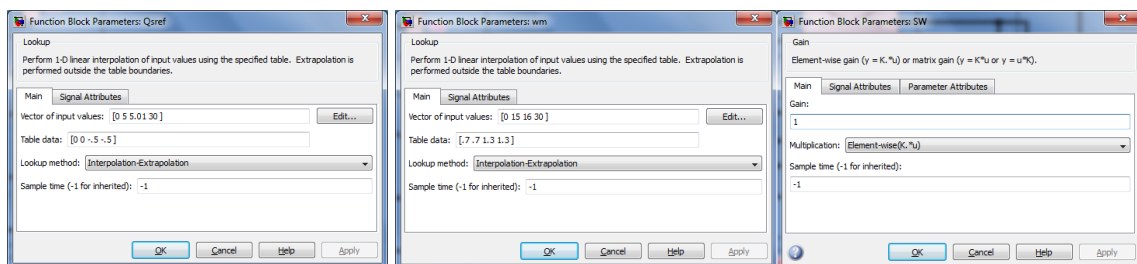 Function Block Parameters: Qsref
Lookup
Perform 1-D linear interpolation of input values using the specified table. Extrapolation is
performed outside the table boundaries.
Main Signal Attributes
Vector of input values: [0 5 5.01 30 ] Edit...
Table data: [0 0 -.5 -.5 ]
Lookup method: Interpolation-Extrapolation
Sample time (-1 for inherited): -1
OK Cancel Help Apply
Function Block Parameters: wm
Lookup
Perform 1-D linear interpolation of input values using the specified table. Extrapolation is
performed outside the table boundaries.
Main Signal Attributes
Vector of input values: [0 15 16 30 ] Edit...
Table data: [.7 .7 1.3 1.3 ]
Lookup method: Interpolation-Extrapolation
Sample time (-1 for inherited): -1
OK Cancel Help Apply
Function Block Parameters: SW
Gain
Element-wise gain (y = K.*u) or matrix gain (y = K*u or y = u*K).
Main Signal Attributes Parameter Attributes
Gain:
1
Multiplication: Element-wise(K.*u)
Sample time (-1 for inherited):
-1
OK Cancel Help Apply